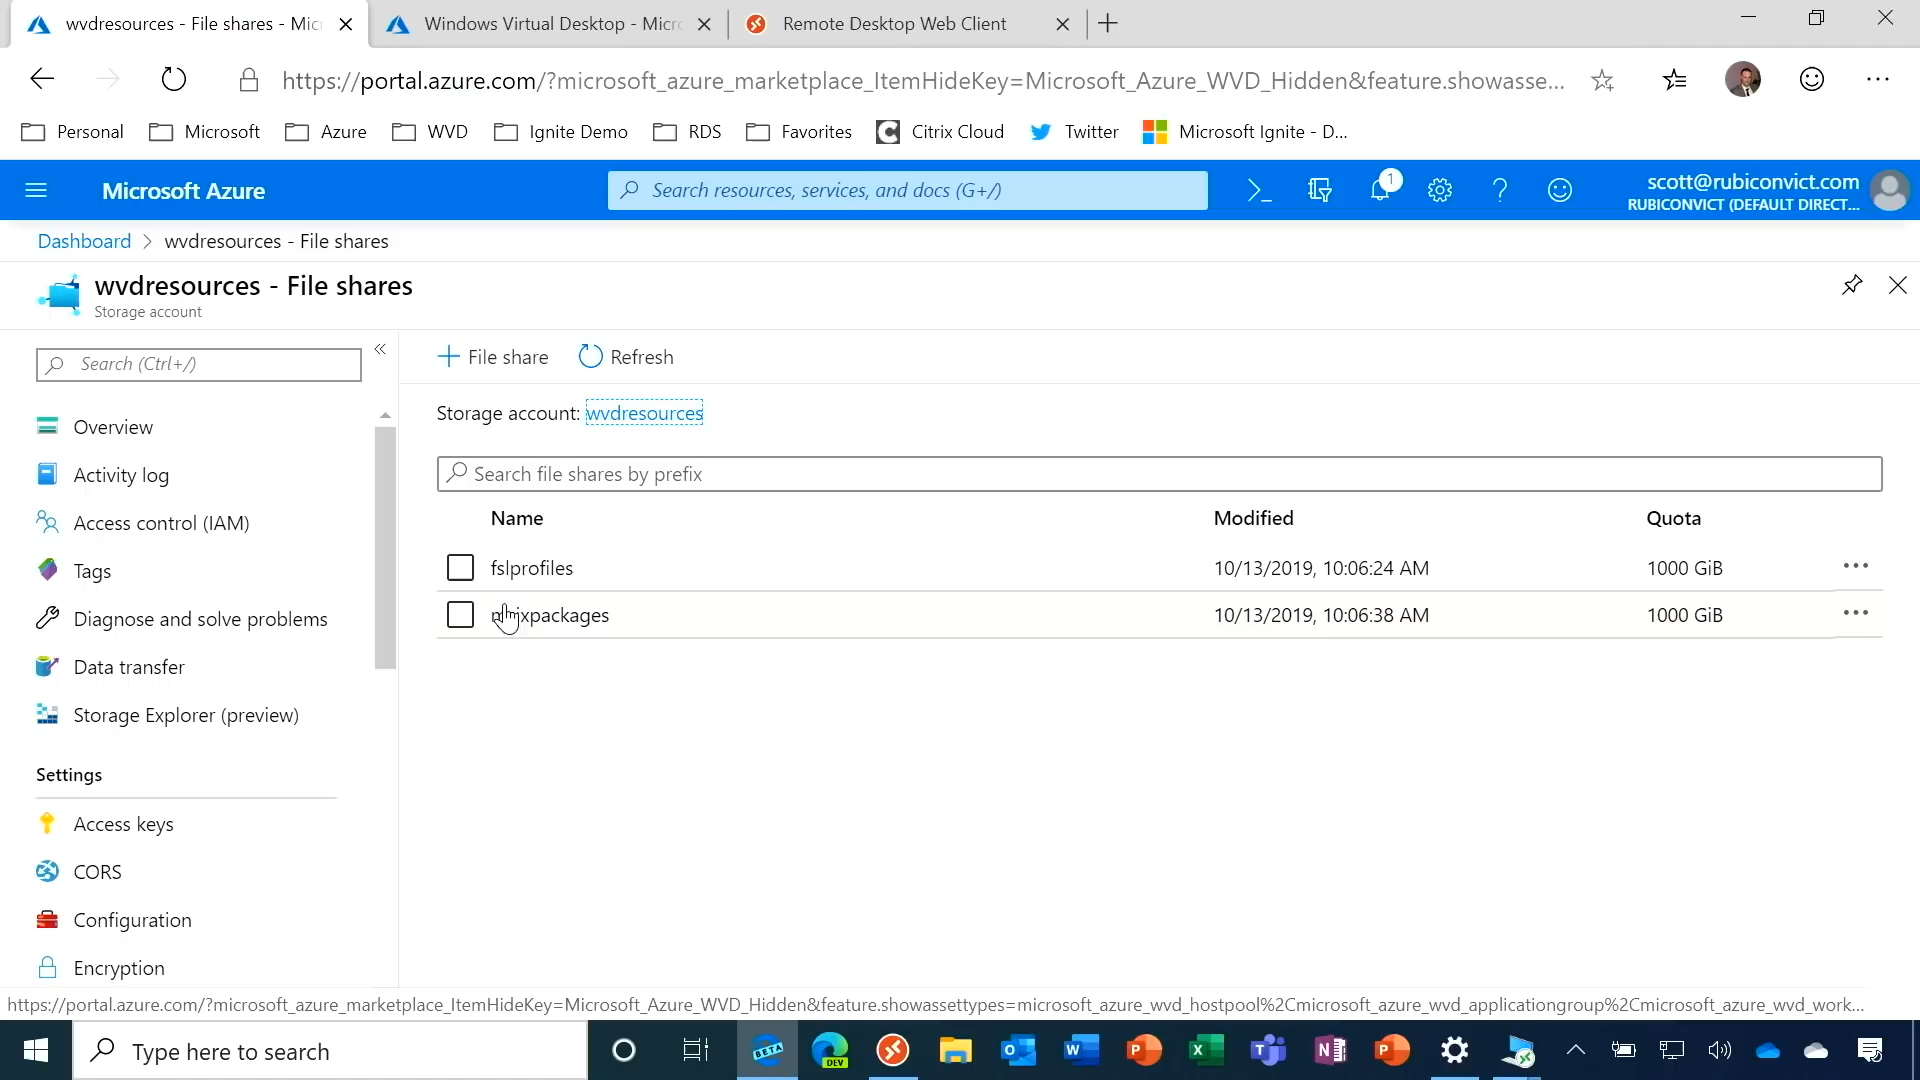 wvdresources - File shares - Mic
Windows Virtual Desktop - Micro
Remote Desktop Web Client
https://portal.azure.com/?microsoft_azure_marketplace_ItemHideKey=Microsoft_Azure_WVD_Hidden&feature.showasse...
Personal
Microsoft
Azure
WVD
Ignite Demo
RDS
Favorites
Citrix Cloud
Twitter
Microsoft Ignite - D...
Microsoft Azure
Search resources, services, and docs (G+/)
1
scott@rubiconvict.com
RUBICONVICT (DEFAULT DIRECT...
Dashboard > wvdresources - File shares
wvdresources - File shares
Storage account
Search (Ctrl+/)
«
Overview
Activity log
Access control (IAM)
Tags
Diagnose and solve problems
Data transfer
Storage Explorer (preview)
Settings
Access keys
CORS
Configuration
Encryption
+ File share
Refresh
Storage account: wvdresources
Search file shares by prefix
Name Modified Quota
fslprofiles 10/13/2019, 10:06:24 AM 1000 GiB
10/13/2019, 10:06:38 AM 1000 GiB
https://portal.azure.com/?microsoft_azure_marketplace_ItemHideKey=Microsoft_Azure_WVD_Hidden&feature.showassettypes=microsoft_azure_wvd_hostpool%2Cmicrosoft_azure_wvd_applicationgroup%2Cmicrosoft_azure_wvd_work...
Type here to search
BETA
DEV